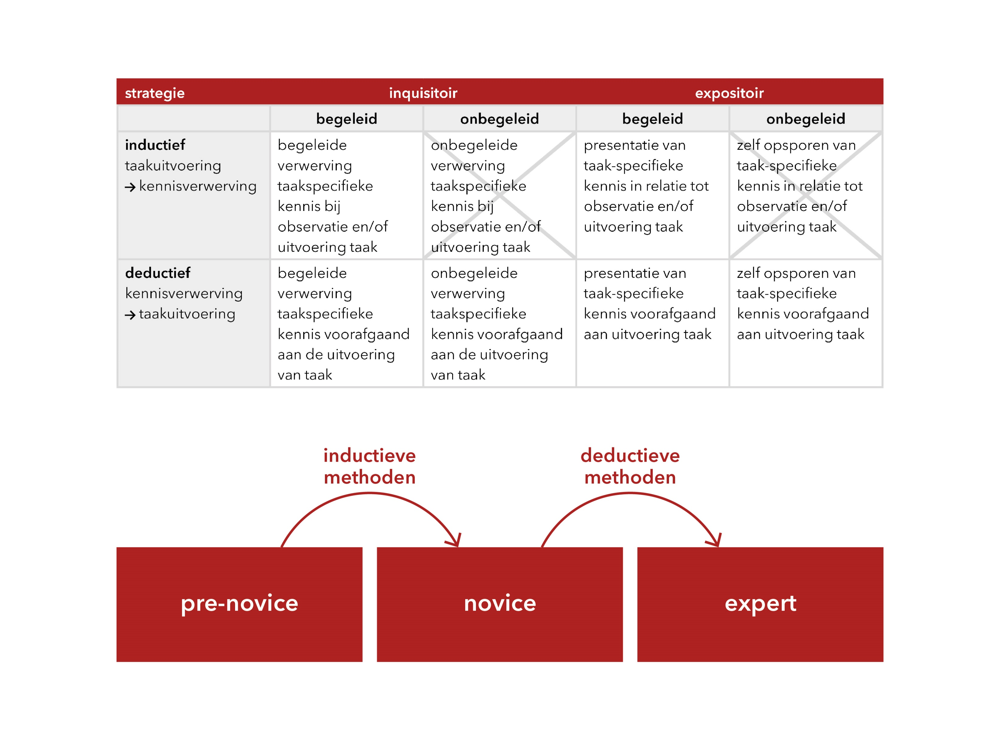 strategie inquisitoir expositoir
begeleid onbegeleid begeleid onbegeleid
inductief
taakuitvoering
→ kennisverwerving
begeleide
verwerving
taakspecifieke
kennis bij
observatie en/of
uitvoering taak
onbegeleide
verwerving
taakspecifieke
kennis bij
observatie en/of
uitvoering taak
presentatie van
taak-specifieke
kennis in relatie tot
observatie en/of
uitvoering taak
zelf opsporen van
taak-specifieke
kennis in relatie tot
observatie en/of
uitvoering taak
deductief
kennisverwerving
→ taakuitvoering
begeleide
verwerving
taakspecifieke
kennis voorafgaand
aan de uitvoering
van taak
onbegeleide
verwerving
taakspecifieke
kennis voorafgaand
aan de uitvoering
van taak
presentatie van
taak-specifieke
kennis voorafgaand
aan uitvoering taak
zelf opsporen van
taak-specifieke
kennis voorafgaand
aan uitvoering taak
inductieve
methoden
deductieve
methoden
pre-novice
novice
expert